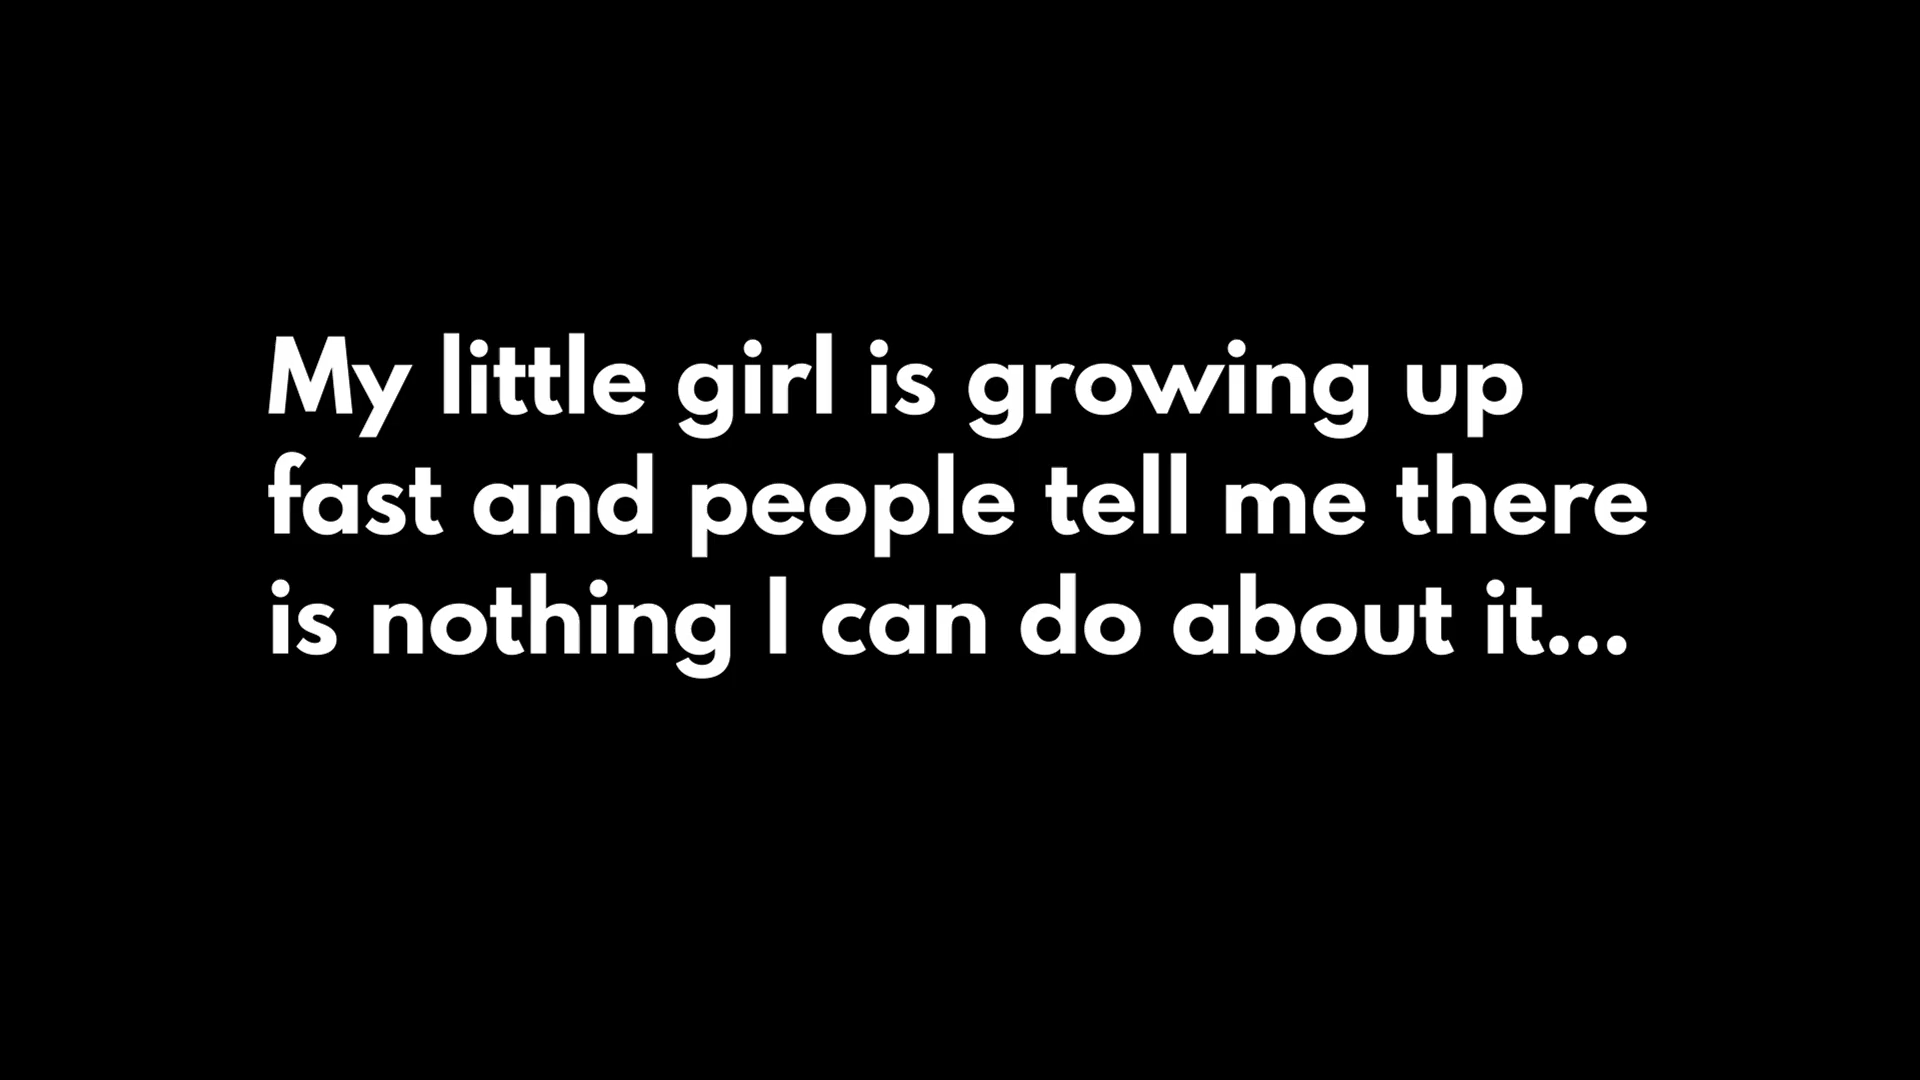 My little girl is growing up
fast and people tell me there
is nothing I can do about it...